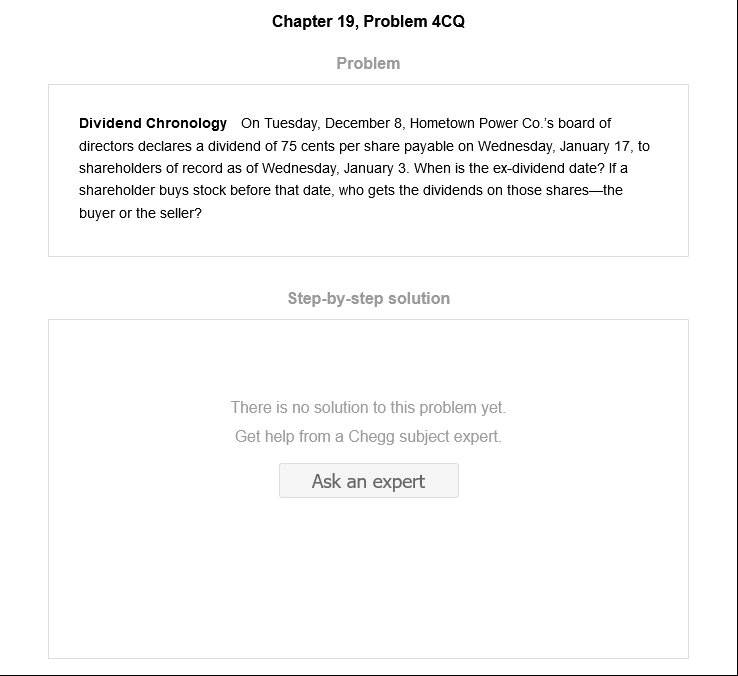 Chapter 19, Problem 4CQ
Problem
Dividend Chronology On Tuesday, December 8, Hometown Power Co.'s board of
directors declares a dividend of 75 cents per share payable on Wednesday, January 17, to
shareholders of record as of Wednesday, January 3. When is the ex-dividend date? If a
shareholder buys stock before that date, who gets the dividends on those shares—the
buyer or the seller?
Step-by-step solution
There is no solution to this problem yet.
Get help from a Chegg subject expert.
Ask an expert